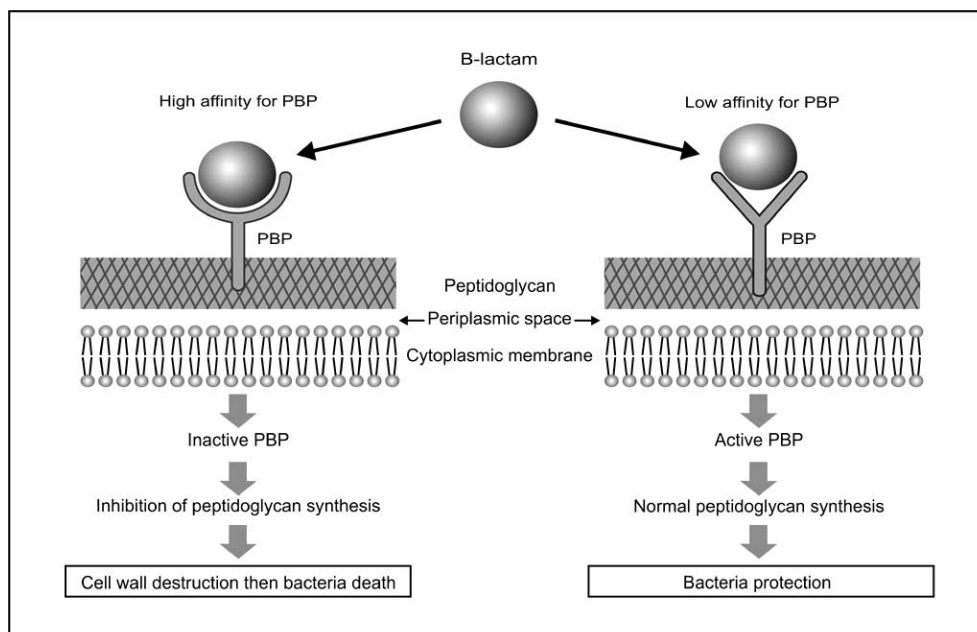 B-lactam
High affinity for PBP
Low affinity for PBP
PBP
PBP
Peptidoglycan
Periplasmic space
Cytoplasmic membrane
Inactive PBP
Active PBP
Inhibition of peptidoglycan synthesis
Normal peptidoglycan synthesis
Cell wall destruction then bacteria death
Bacteria protection